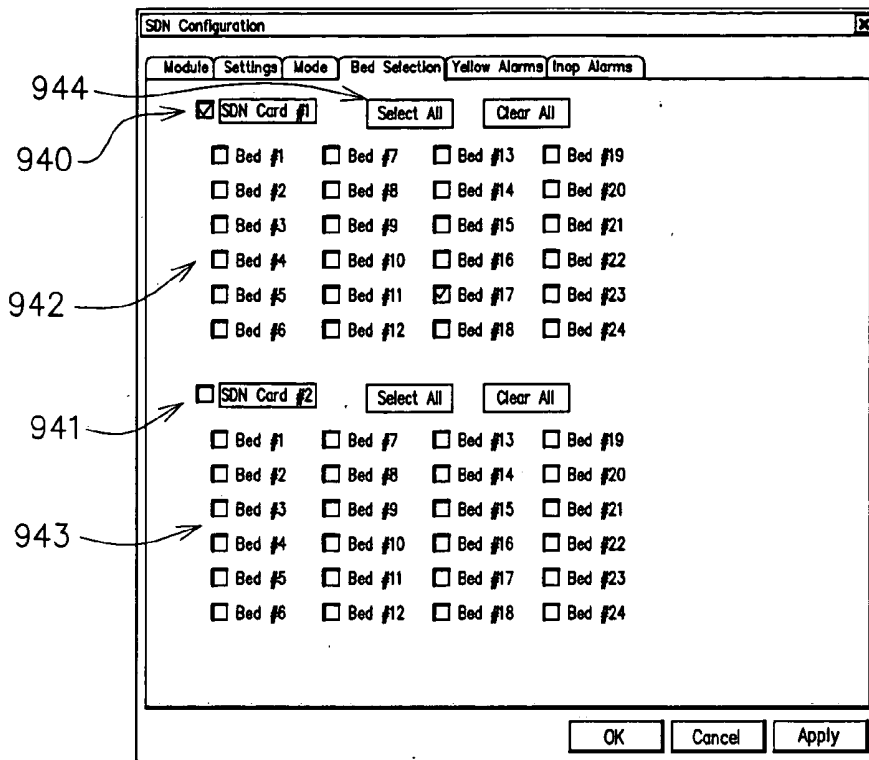 SDN Configuration
Module Settings Mode Bed Selection Yellow Alarms Inop Alarms
944
SDN Card #1 Select All Clear All
940
Bed #1 Bed #7 Bed #13 Bed #19
Bed #2 Bed #8 Bed #14 Bed #20
Bed #3 Bed #9 Bed #15 Bed #21
Bed #4 Bed #10 Bed #16 Bed #22
942
Bed #5 Bed #11 Bed #17 Bed #23
Bed #6 Bed #12 Bed #18 Bed #24
SDN Card #2 Select All Clear All
941
Bed #1 Bed #7 Bed #13 Bed #19
Bed #2 Bed #8 Bed #14 Bed #20
Bed #3 Bed #9 Bed #15 Bed #21
943
Bed #4 Bed #10 Bed #16 Bed #22
Bed #5 Bed #11 Bed #17 Bed #23
Bed #6 Bed #12 Bed #18 Bed #24
OK Cancel Apply